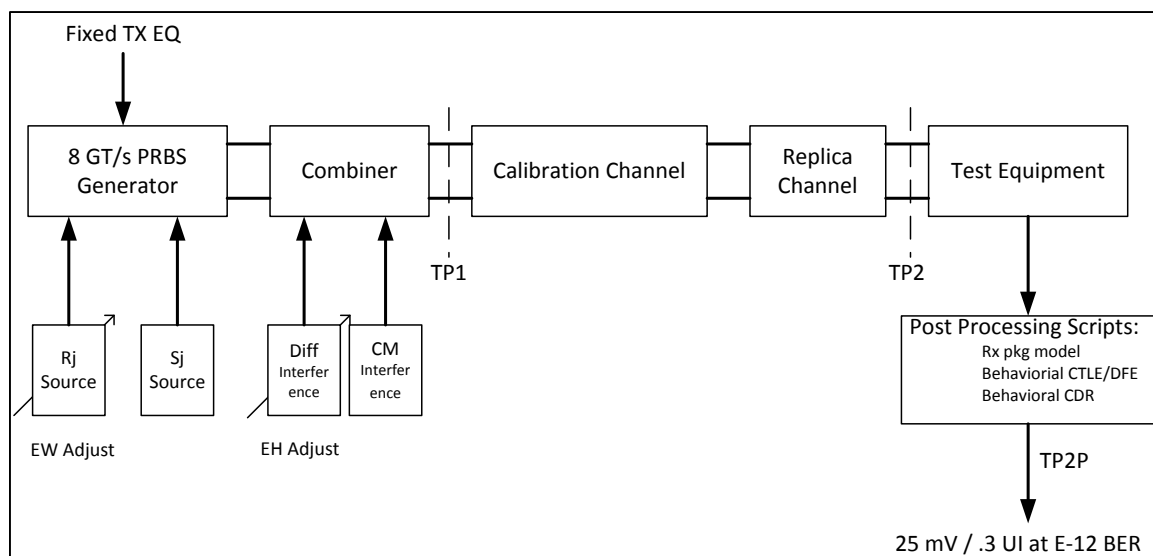 Fixed TX EQ
8 GT/s PRBS
Generator
Combiner
Calibration Channel
Replica
Channel
Test Equipment
TP1
TP2
Rj
Source
Sj
Source
Diff
Interfer
ence
CM
Interfer
ence
EW Adjust
EH Adjust
Post Processing Scripts:
Rx pkg model
Behaviorial CTLE/DFE
Behavioral CDR
TP2P
25 mV / .3 UI at E-12 BER